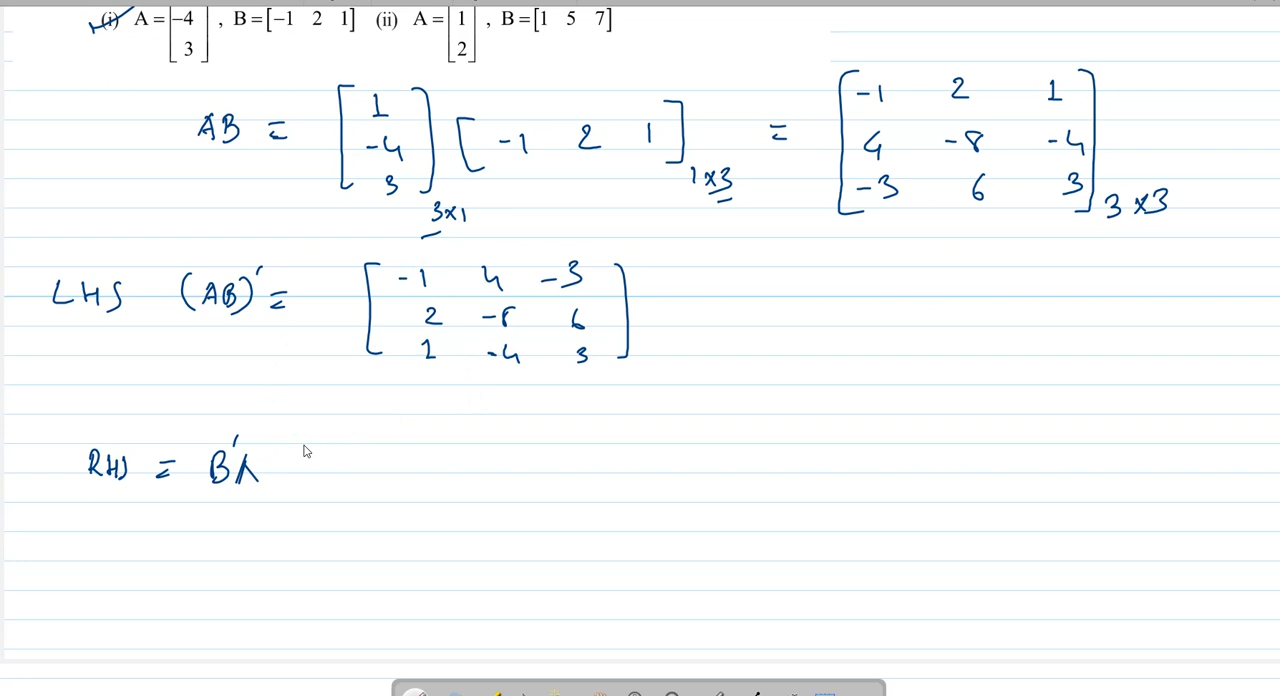 (i) A = [-4 3], B = [-1 2 1] (ii) A = [1 2], B = [1 5 7]
AB = [1 -4 3] 3×1 [-1 2 1] 1×3 = [-1 2 1
4 -8 -4
-3 6 3] 3×3
LHS (AB)' = [-1 4 -3
2 -8 6
1 -4 3]
RHS = B'A